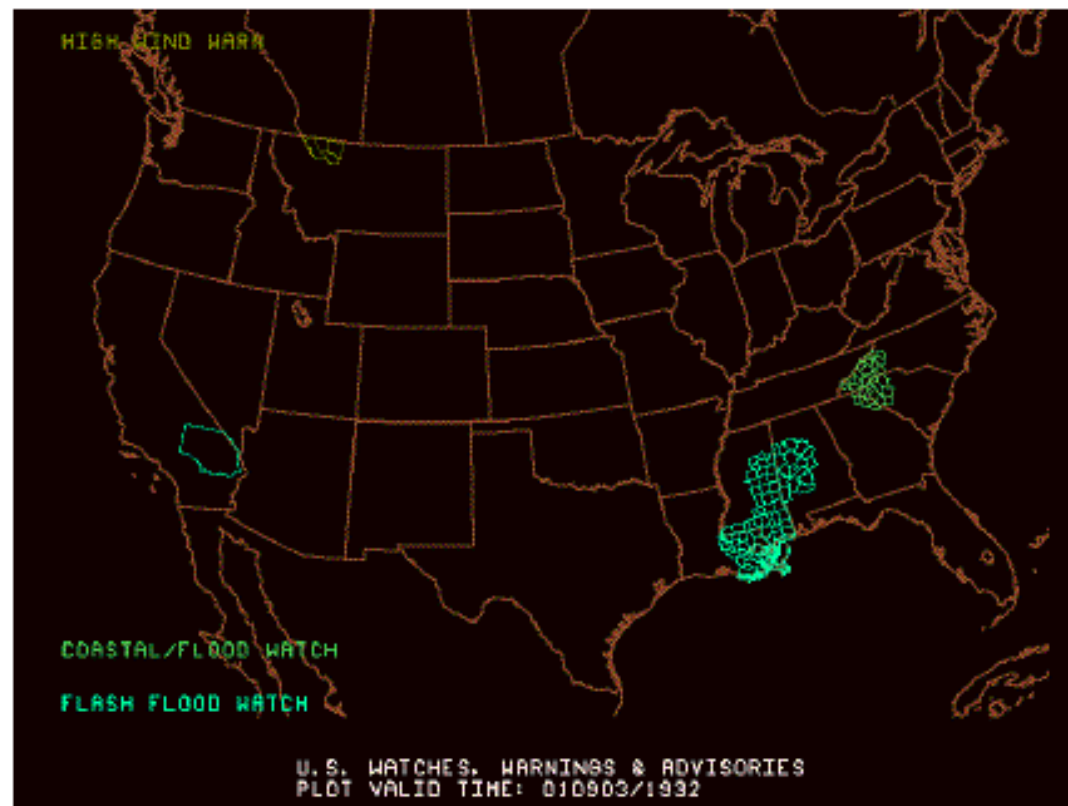 HIGH WIND WARN
COASTAL/FLOOD WATCH
FLASH FLOOD WATCH
U.S. WATCHES, WARNINGS & ADVISORIES
PLOT VALID TIME: 010903/1932